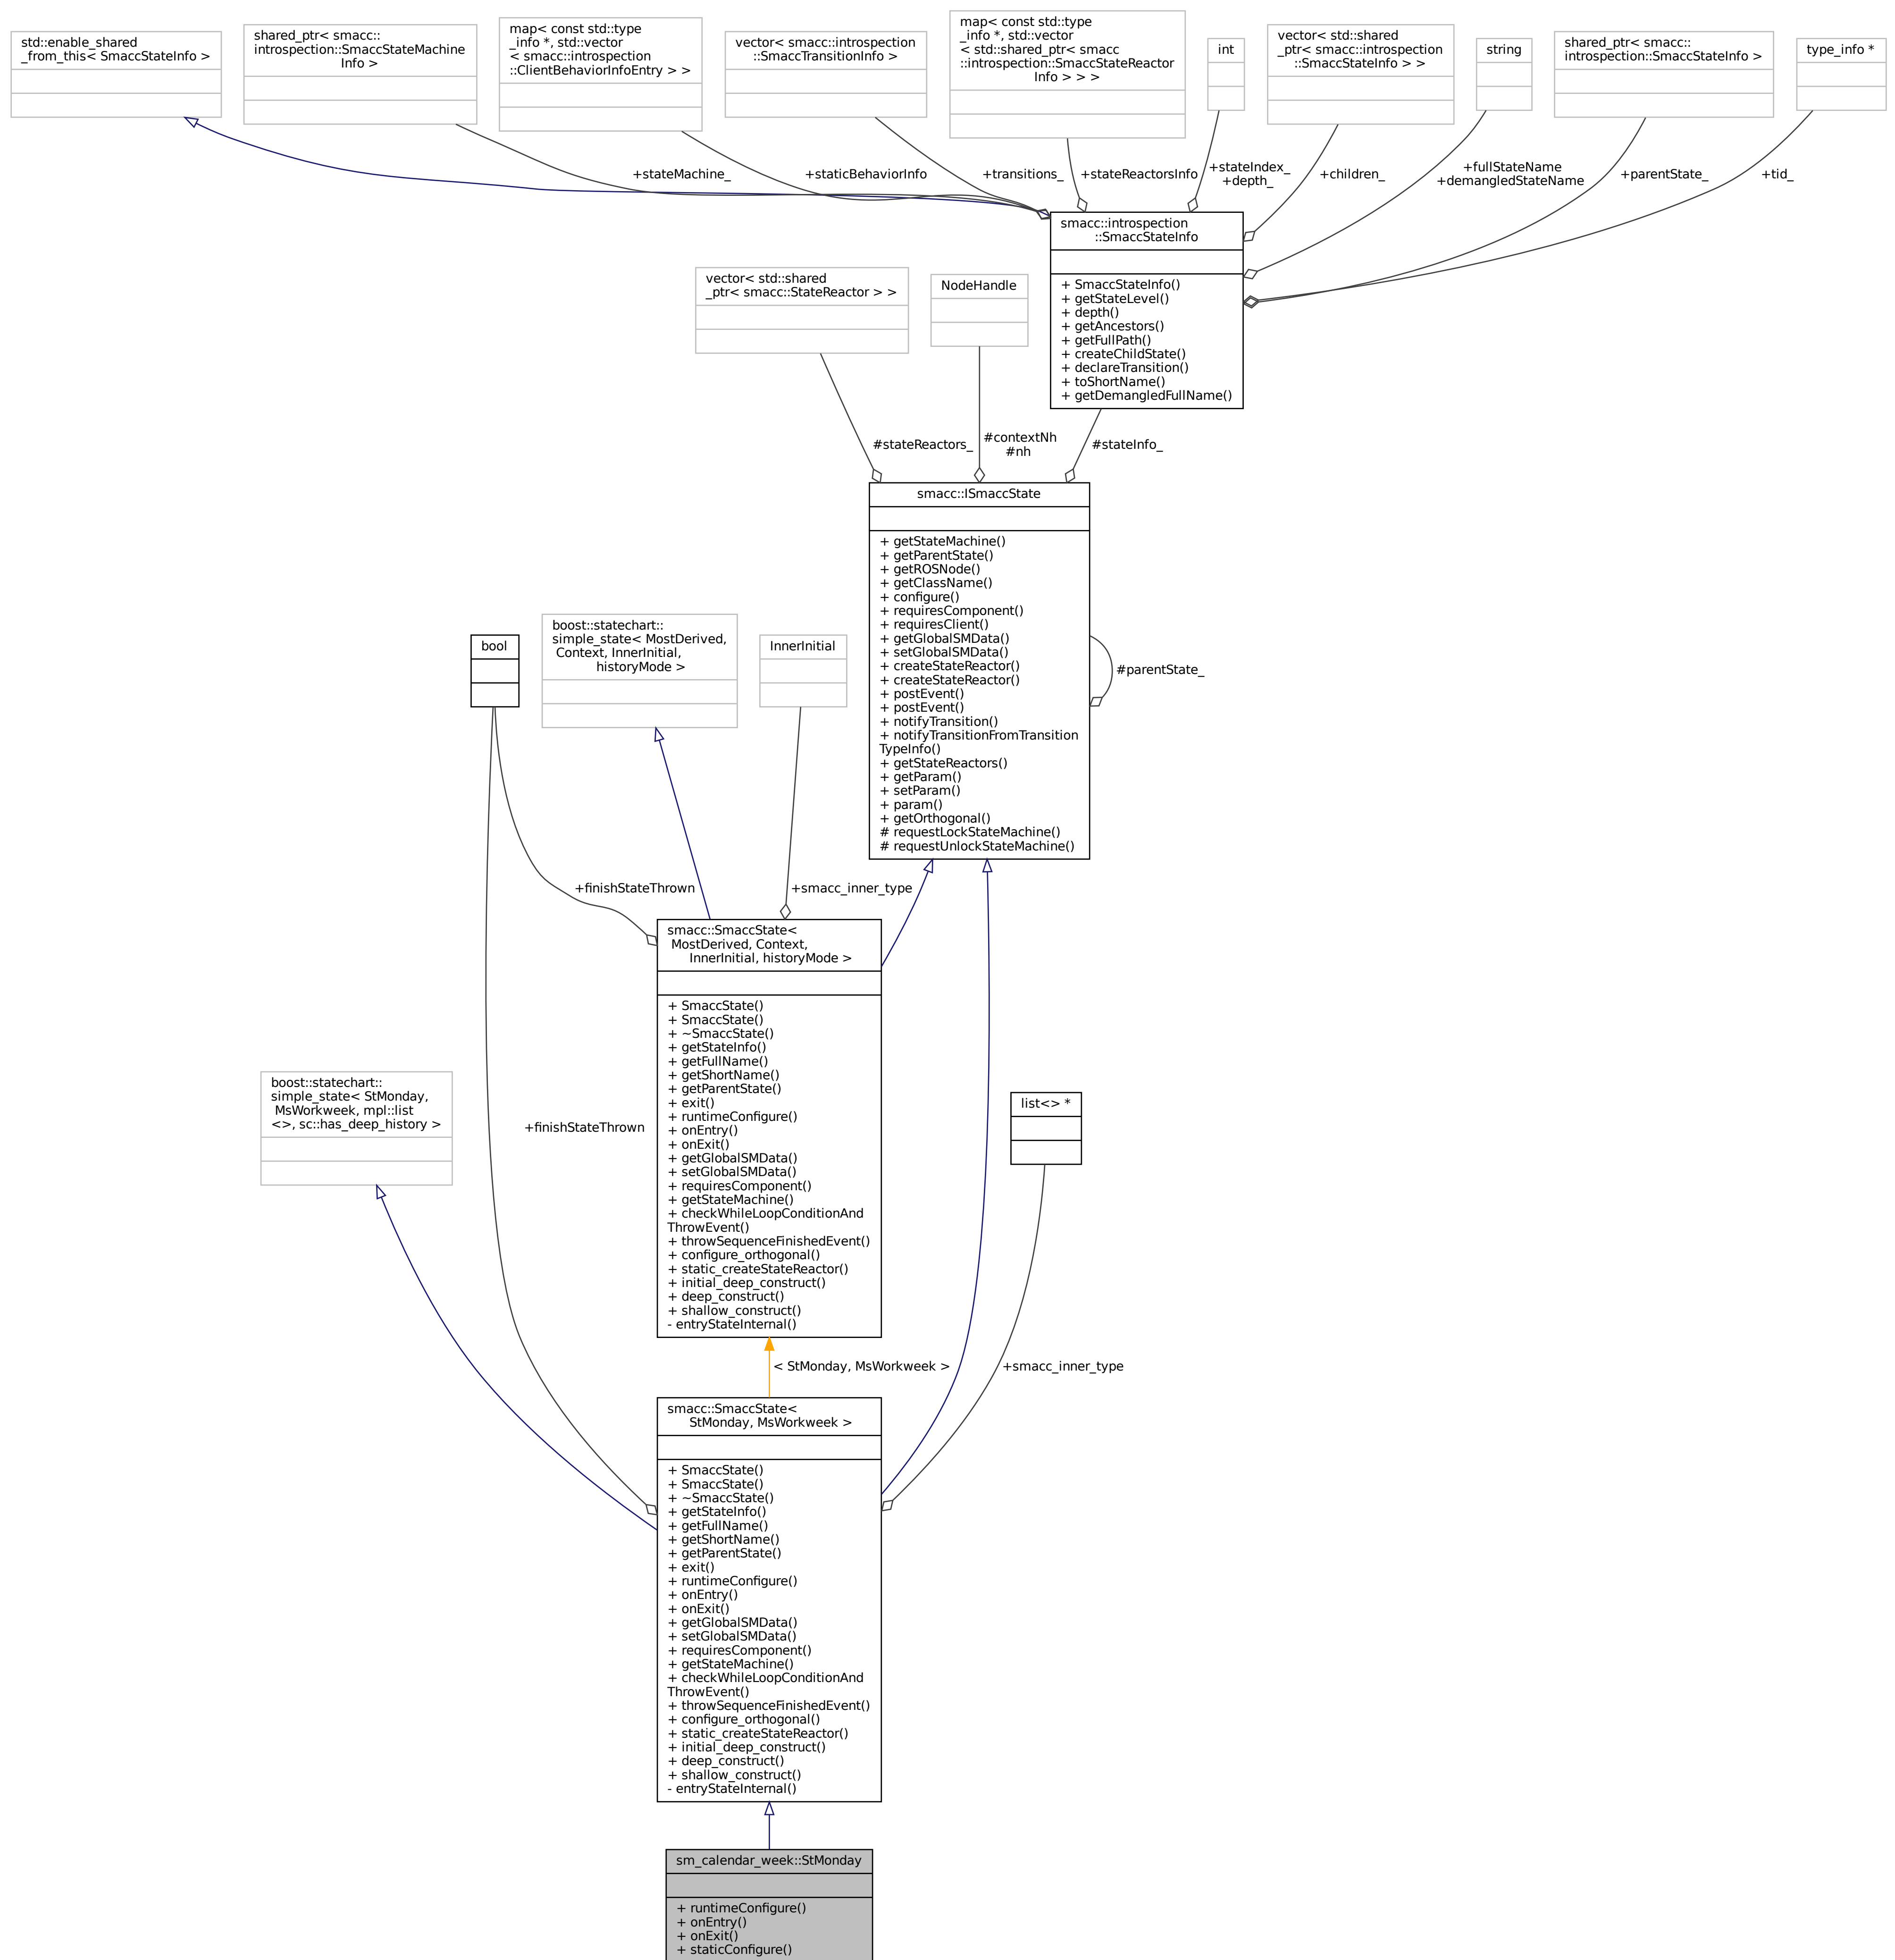 std::enable_shared
_from_this< SmaccStateInfo >
shared_ptr< smacc::
introspection::SmaccStateMachine
Info >
map< const std::type
_info *, std::vector
< smacc::introspection
::ClientBehaviorInfoEntry > >
vector< smacc::introspection
::SmaccTransitionInfo >
map< const std::type
_info *, std::vector
< std::shared_ptr< smacc
::introspection::SmaccStateReactor
Info > > >
int
vector< std::shared
_ptr< smacc::introspection
::SmaccStateInfo > >
string
shared_ptr< smacc::
introspection::SmaccStateInfo >
type_info *
+stateMachine_
+staticBehaviorInfo
+transitions_
+stateReactorsInfo
+stateIndex_
+depth_
+children_
+fullStateName
+demangledStateName
+parentState_
+tid_
smacc::introspection
::SmaccStateInfo
+ SmaccStateInfo()
+ getStateLevel()
+ depth()
+ getAncestors()
+ getFullPath()
+ createChildState()
+ declareTransition()
+ toShortName()
+ getDemangledFullName()
vector< std::shared
_ptr< smacc::StateReactor > >
NodeHandle
#stateReactors_
#contextNh
#nh
#stateInfo_
smacc::ISmaccState
+ getStateMachine()
+ getParentState()
+ getROSNode()
+ getClassName()
+ configure()
+ requiresComponent()
+ requiresClient()
+ getGlobalSMData()
+ setGlobalSMData()
+ createStateReactor()
+ createStateReactor()
+ postEvent()
+ postEvent()
+ notifyTransition()
+ notifyTransitionFromTransition
TypeInfo()
+ getStateReactors()
+ getParam()
+ setParam()
+ param()
+ getOrthogonal()
# requestLockStateMachine()
# requestUnlockStateMachine()
#parentState_
bool
boost::statechart::
simple_state< MostDerived,
Context, InnerInitial,
historyMode >
InnerInitial
+finishStateThrown
+smacc_inner_type
smacc::SmaccState<
MostDerived, Context,
InnerInitial, historyMode >
+ SmaccState()
+ SmaccState()
+ ~SmaccState()
+ getStateInfo()
+ getFullName()
+ getShortName()
+ getParentState()
+ exit()
+ runtimeConfigure()
+ onEntry()
+ onExit()
+ getGlobalSMData()
+ setGlobalSMData()
+ requiresComponent()
+ getStateMachine()
+ checkWhileLoopConditionAnd
ThrowEvent()
+ throwSequenceFinishedEvent()
+ configure_orthogonal()
+ static_createStateReactor()
+ initial_deep_construct()
+ deep_construct()
+ shallow_construct()
- entryStateInternal()
boost::statechart::
simple_state< StMonday,
MsWorkweek, mpl::list
<>, sc::has_deep_history >
+finishStateThrown
list<> *
< StMonday, MsWorkweek >
+smacc_inner_type
smacc::SmaccState<
StMonday, MsWorkweek >
+ SmaccState()
+ SmaccState()
+ ~SmaccState()
+ getStateInfo()
+ getFullName()
+ getShortName()
+ getParentState()
+ exit()
+ runtimeConfigure()
+ onEntry()
+ onExit()
+ getGlobalSMData()
+ setGlobalSMData()
+ requiresComponent()
+ getStateMachine()
+ checkWhileLoopConditionAnd
ThrowEvent()
+ throwSequenceFinishedEvent()
+ configure_orthogonal()
+ static_createStateReactor()
+ initial_deep_construct()
+ deep_construct()
+ shallow_construct()
- entryStateInternal()
sm_calendar_week::StMonday
+ runtimeConfigure()
+ onEntry()
+ onExit()
+ staticConfigure()